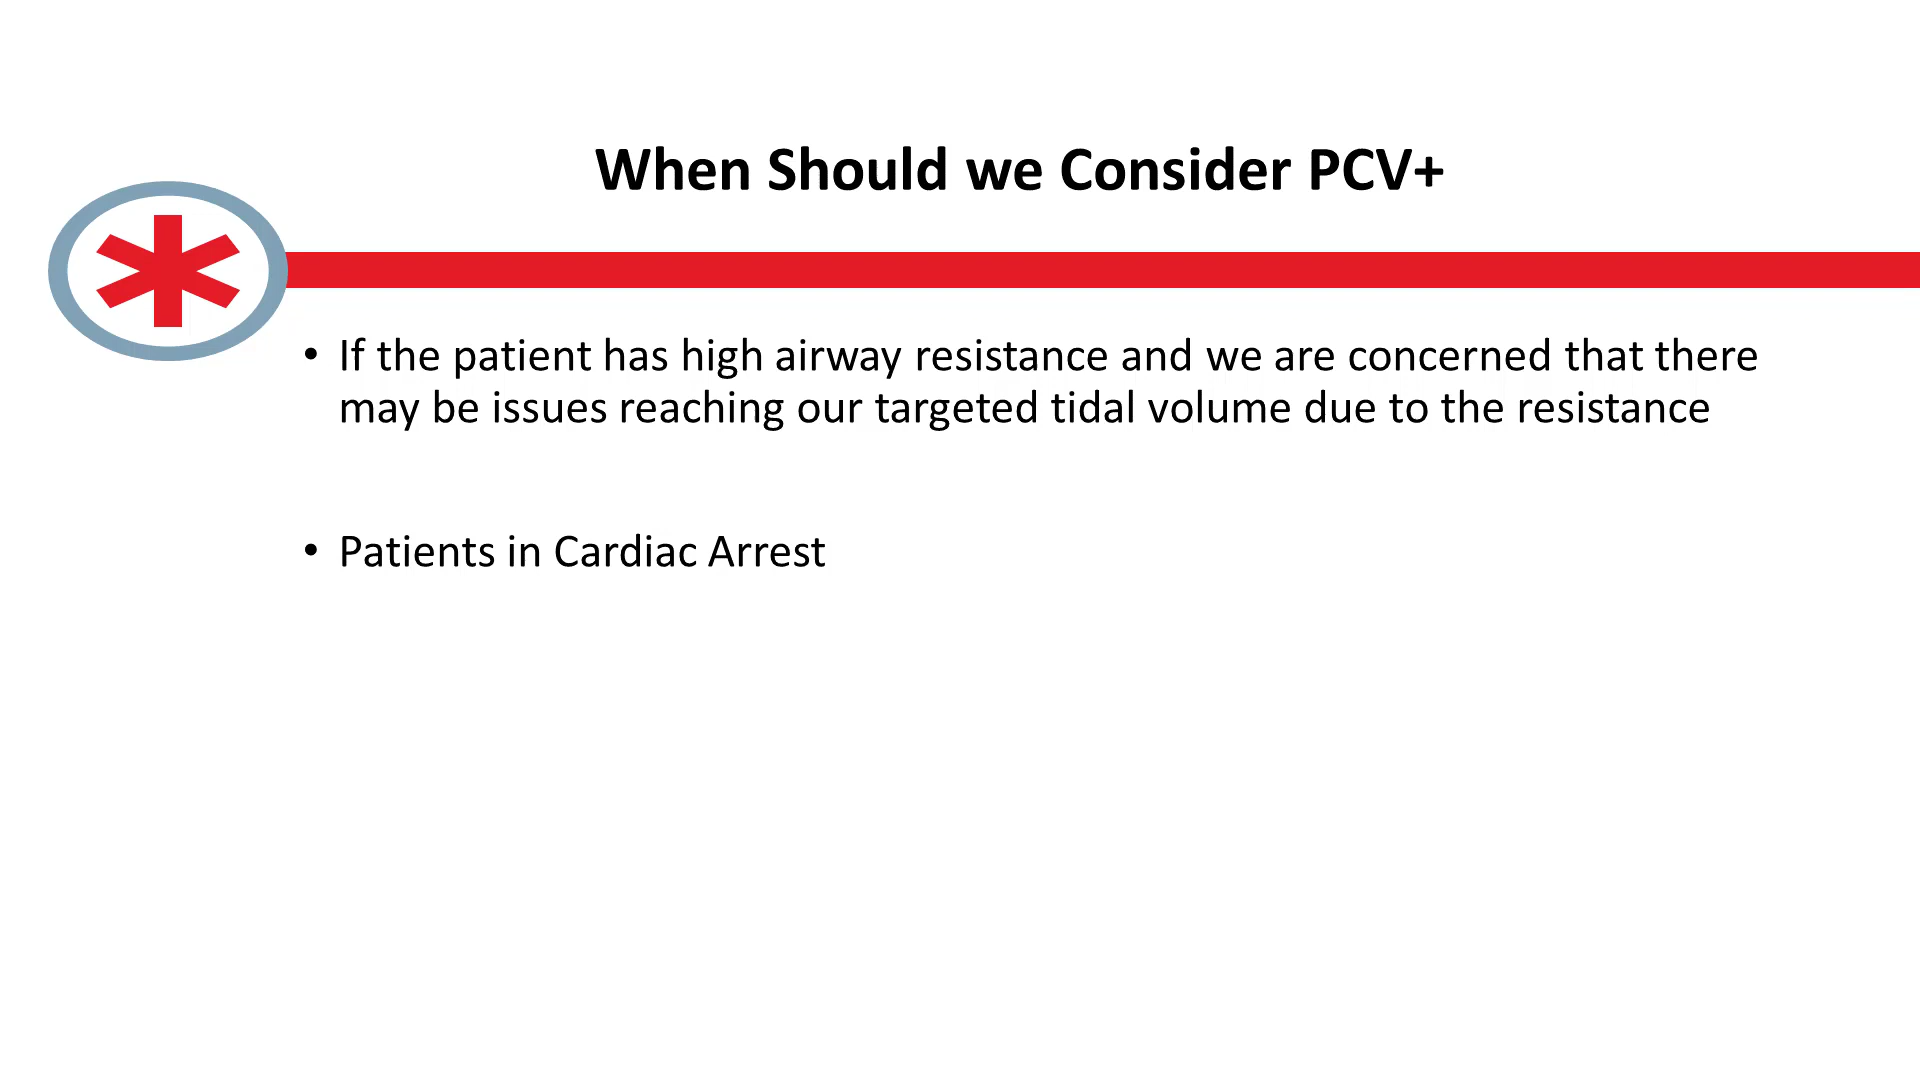 When Should we Consider PCV+
• If the patient has high airway resistance and we are concerned that there
may be issues reaching our targeted tidal volume due to the resistance
• Patients in Cardiac Arrest